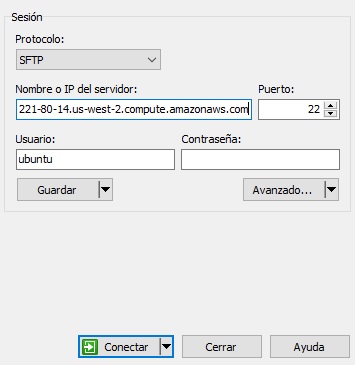 Sesión
Protocolo:
SFTP
Nombre o IP del servidor: Puerto:
221-80-14.us-west-2.compute.amazonaws.com 22
Usuario: Contraseña:
ubuntu
Guardar Avanzado...
Conectar Cerrar Ayuda